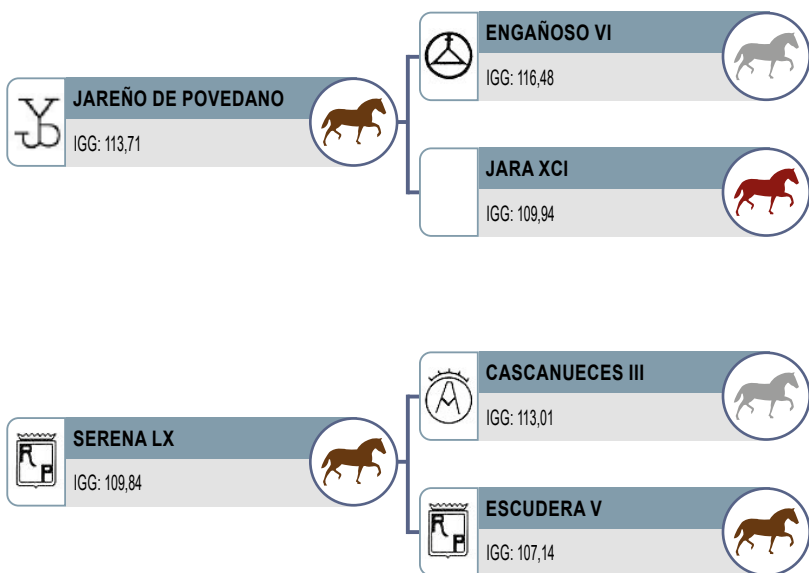 ENGAÑOSO VI
IGG: 116,48
JAREÑO DE POVEDANO
IGG: 113,71
JARA XCI
IGG: 109,94
CASCANUECES III
IGG: 113,01
SERENA LX
IGG: 109,84
R P
ESCUDERA V
IGG: 107,14
R P